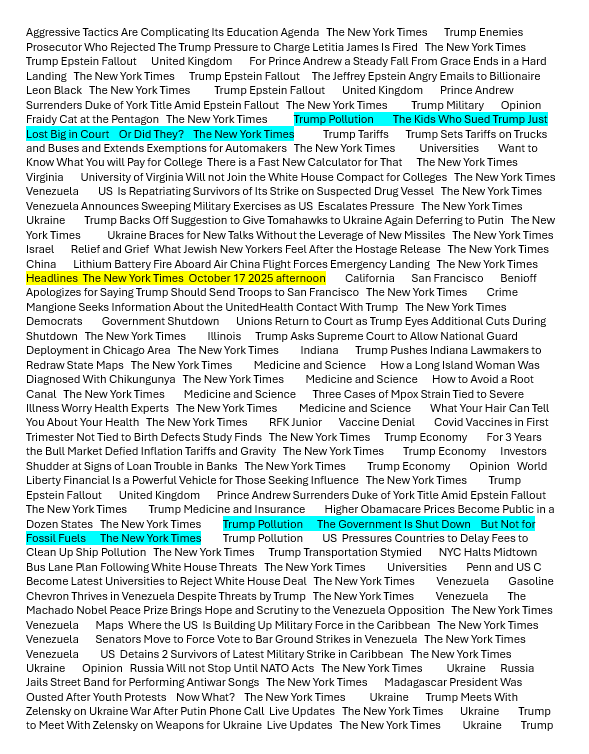 Aggressive Tactics Are Complicating Its Education Agenda The New York Times Trump Enemies
Prosecutor Who Rejected The Trump Pressure to Charge Letitia James Is Fired The New York Times
Trump Epstein Fallout United Kingdom For Prince Andrew a Steady Fall From Grace Ends in a Hard
Landing The New York Times Trump Epstein Fallout The Jeffrey Epstein Angry Emails to Billionaire
Leon Black The New York Times Trump Epstein Fallout United Kingdom Prince Andrew
Surrenders Duke of York Title Amid Epstein Fallout The New York Times Trump Military Opinion
Fraidy Cat at the Pentagon The New York Times Trump Pollution The Kids Who Sued Trump Just
Lost Big in Court Or Did They? The New York Times Trump Tariffs Trump Sets Tariffs on Trucks
and Buses and Extends Exemptions for Automakers The New York Times Universities Want to
Know What You will Pay for College There is a Fast New Calculator for That The New York Times
Virginia University of Virginia Will not Join the White House Compact for Colleges The New York Times
Venezuela US Is Repatriating Survivors of Its Strike on Suspected Drug Vessel The New York Times
Venezuela Announces Sweeping Military Exercises as US Escalates Pressure The New York Times
Ukraine Trump Backs Off Suggestion to Give Tomahawks to Ukraine Again Deferring to Putin The New
York Times Ukraine Braces for New Talks Without the Leverage of New Missiles The New York Times
Israel Relief and Grief What Jewish New Yorkers Feel After the Hostage Release The New York Times
China Lithium Battery Fire Aboard Air China Flight Forces Emergency Landing The New York Times
Headlines The New York Times October 17 2025 afternoon California San Francisco Benioff
Apologizes for Saying Trump Should Send Troops to San Francisco The New York Times Crime
Mangione Seeks Information About the UnitedHealth Contact With Trump The New York Times
Democrats Government Shutdown Unions Return to Court as Trump Eyes Additional Cuts During
Shutdown The New York Times Illinois Trump Asks Supreme Court to Allow National Guard
Deployment in Chicago Area The New York Times Indiana Trump Pushes Indiana Lawmakers to
Redraw State Maps The New York Times Medicine and Science How a Long Island Woman Was
Diagnosed With Chikungunya The New York Times Medicine and Science How to Avoid a Root
Canal The New York Times Medicine and Science Three Cases of Mpox Strain Tied to Severe
Illness Worry Health Experts The New York Times Medicine and Science What Your Hair Can Tell
You About Your Health The New York Times RFK Junior Vaccine Denial Covid Vaccines in First
Trimester Not Tied to Birth Defects Study Finds The New York Times Trump Economy For 3 Years
the Bull Market Defied Inflation Tariffs and Gravity The New York Times Trump Economy Investors
Shudder at Signs of Loan Trouble in Banks The New York Times Trump Economy Opinion World
Liberty Financial Is a Powerful Vehicle for Those Seeking Influence The New York Times Trump
Epstein Fallout United Kingdom Prince Andrew Surrenders Duke of York Title Amid Epstein Fallout
The New York Times Trump Medicine and Insurance Higher Obamacare Prices Become Public in a
Dozen States The New York Times Trump Pollution The Government Is Shut Down But Not for
Fossil Fuels The New York Times Trump Pollution US Pressures Countries to Delay Fees to
Clean Up Ship Pollution The New York Times Trump Transportation Stymied NYC Halts Midtown
Bus Lane Plan Following White House Threats The New York Times Universities Penn and US C
Become Latest Universities to Reject White House Deal The New York Times Venezuela Gasoline
Chevron Thrives in Venezuela Despite Threats by Trump The New York Times Venezuela The
Machado Nobel Peace Prize Brings Hope and Scrutiny to the Venezuela Opposition The New York Times
Venezuela Maps Where the US Is Building Up Military Force in the Caribbean The New York Times
Venezuela Senators Move to Force Vote to Bar Ground Strikes in Venezuela The New York Times
Venezuela US Detains 2 Survivors of Latest Military Strike in Caribbean The New York Times
Ukraine Opinion Russia Will not Stop Until NATO Acts The New York Times Ukraine Russia
Jails Street Band for Performing Antiwar Songs The New York Times Madagascar President Was
Ousted After Youth Protests Now What? The New York Times Ukraine Trump Meets With
Zelensky on Ukraine War After Putin Phone Call Live Updates The New York Times Ukraine Trump
to Meet With Zelensky on Weapons for Ukraine Live Updates The New York Times Ukraine Trump